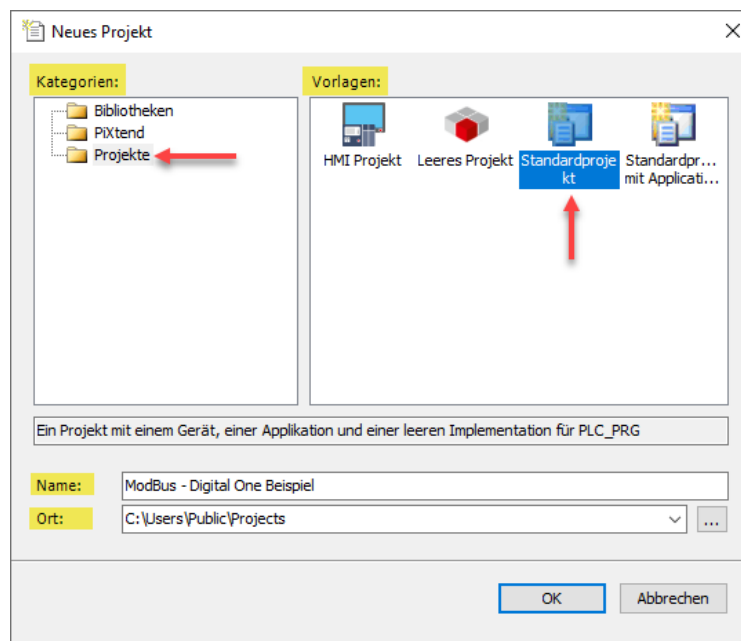 Neues Projekt
Kategorien:
Vorlagen:
Bibliotheken
PiXtend
Projekte
HMI Projekt
Leeres Projekt
Standardproje
kt
Standardpr...
mit Applicati...
Ein Projekt mit einem Gerät, einer Applikation und einer leeren Implementation für PLC_PRG
Name:
ModBus - Digital One Beispiel
Ort:
C:\Users\Public\Projects
...
OK
Abbrechen